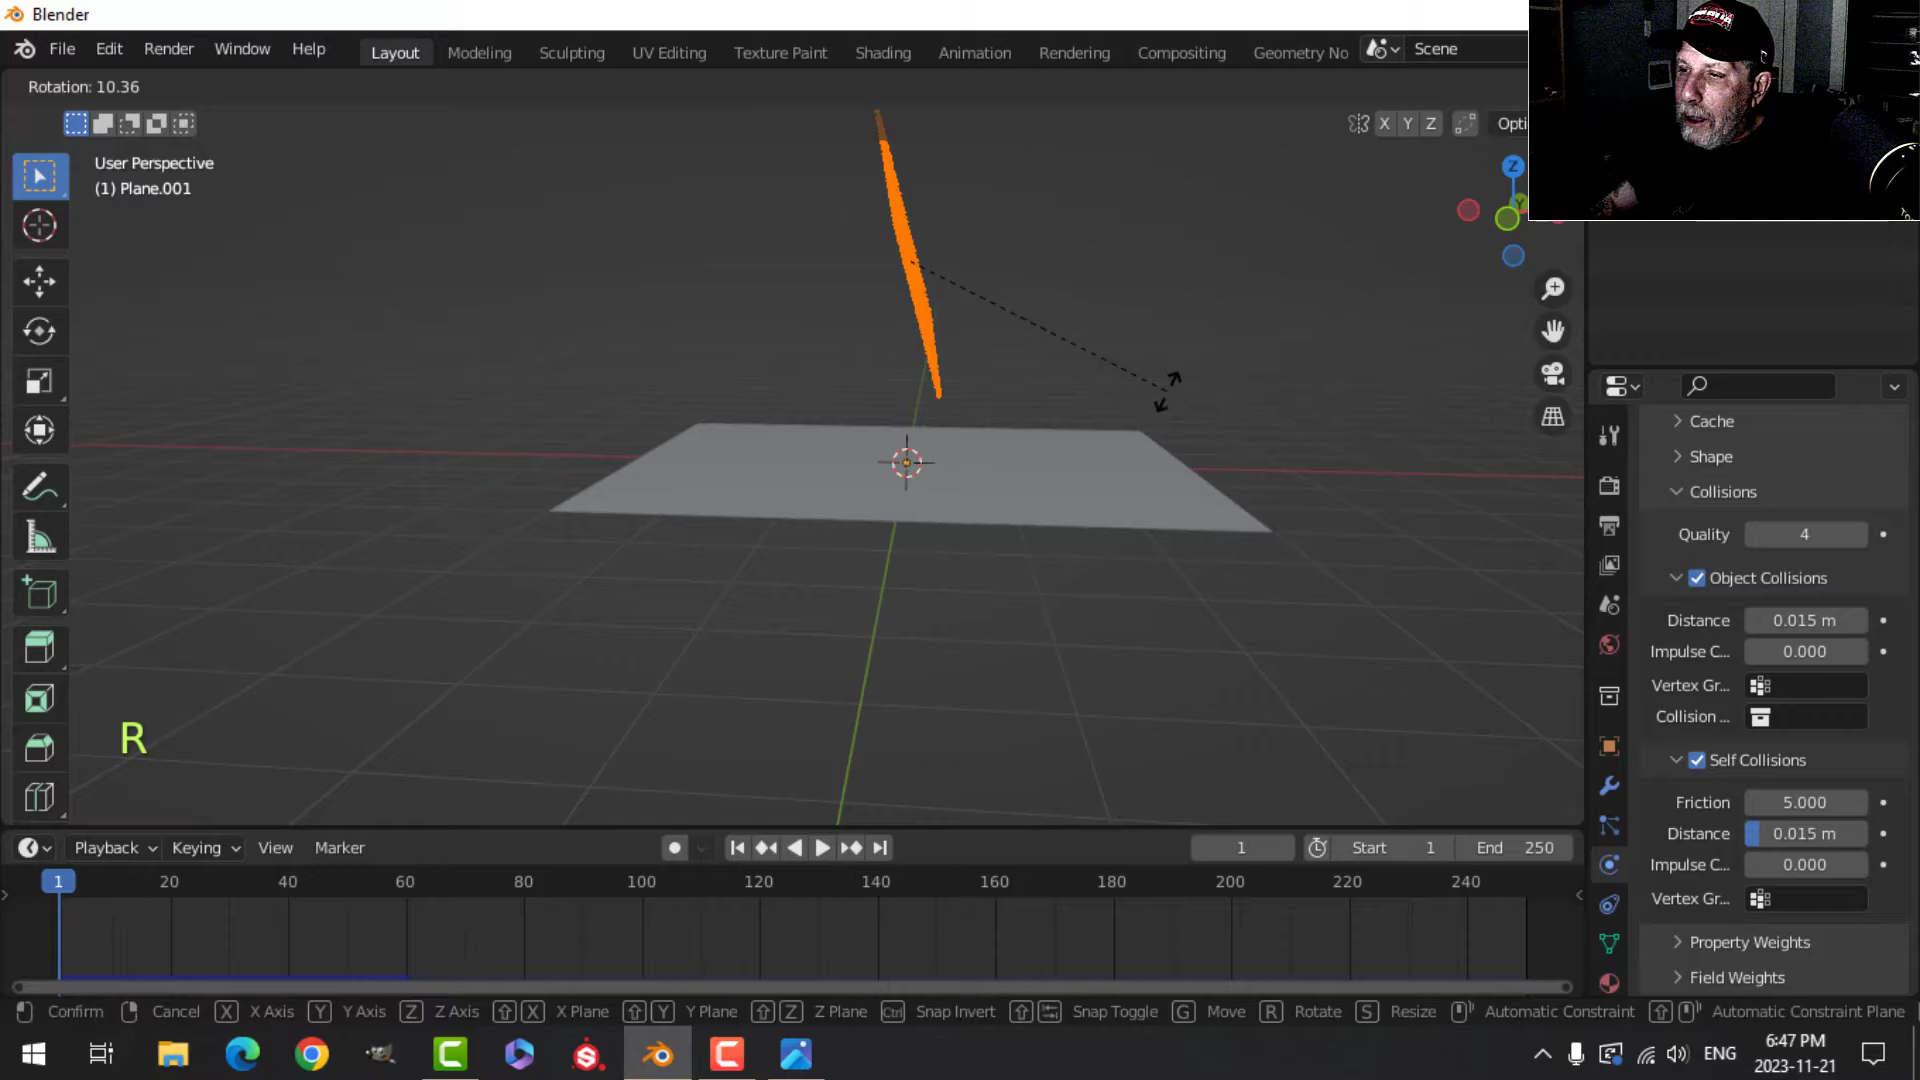 Blender
File Edit Render Window Help Layout Modeling Sculpting UV Editing Texture Paint Shading Animation Rendering Compositing Geometry No Scene
Rotation: 10.36
X Y Z Opti
User Perspective
(1) Plane.001
Z
Y
Cache
Shape
Collisions
Quality 4
Object Collisions
Distance 0.015 m
Impulse C... 0.000
Vertex Gr...
Collision ...
Self Collisions
Friction 5.000
Distance 0.015 m
Impulse C... 0.000
Vertex Gr...
Property Weights
Field Weights
R
Playback Keying View Marker 1 Start 1 End 250
1 20 40 60 80 100 120 140 160 180 200 220 240
Confirm Cancel X X Axis Y Y Axis Z Z Axis X X Plane Y Y Plane Z Z Plane Ctrl Snap Invert Snap Toggle G Move R Rotate S Resize Automatic Constraint Automatic Constraint Plane
ENG 6:47 PM
2023-11-21